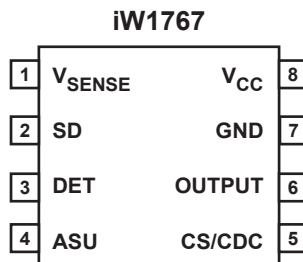 iW1767
1 VSENSE VCC 8
2 SD GND 7
3 DET OUTPUT 6
4 ASU CS/CDC 5